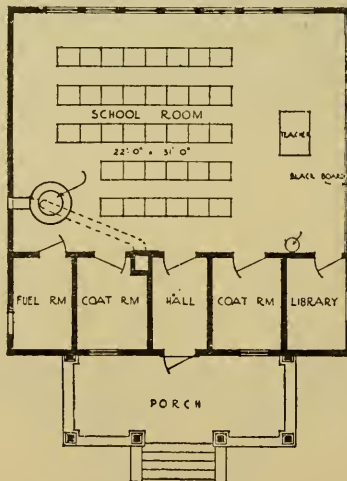 SCHOOL ROOM
22'-0" x 31'-0"
TEACHER
BLACK BOARD
FUEL RM
COAT RM
HALL
COAT RM
LIBRARY
PORCH